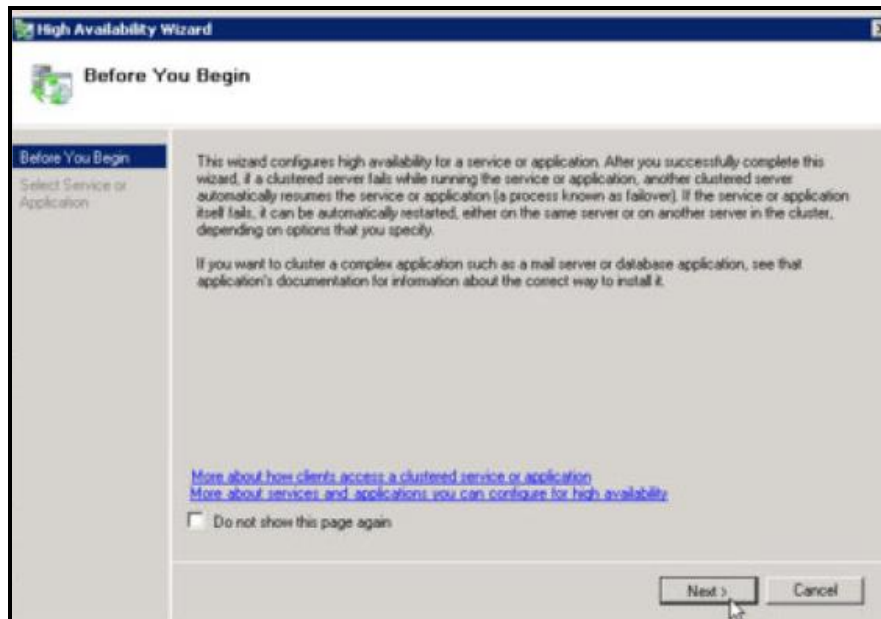 High Availability Wizard
Before You Begin
Before You Begin
Select Service or
Application
This wizard configures high availability for a service or application. After you successfully complete this
wizard, if a clustered server fails while running the service or application, another clustered server
automatically resumes the service or application (a process known as failover). If the service or application
itself fails, it can be automatically restarted, either on the same server or on another server in the cluster,
depending on options that you specify.
If you want to cluster a complex application such as a mail server or database application, see that
application's documentation for information about the correct way to install it.
More about how clients access a clustered service or application
More about services and applications you can configure for high availability
Do not show this page again
Next >
Cancel